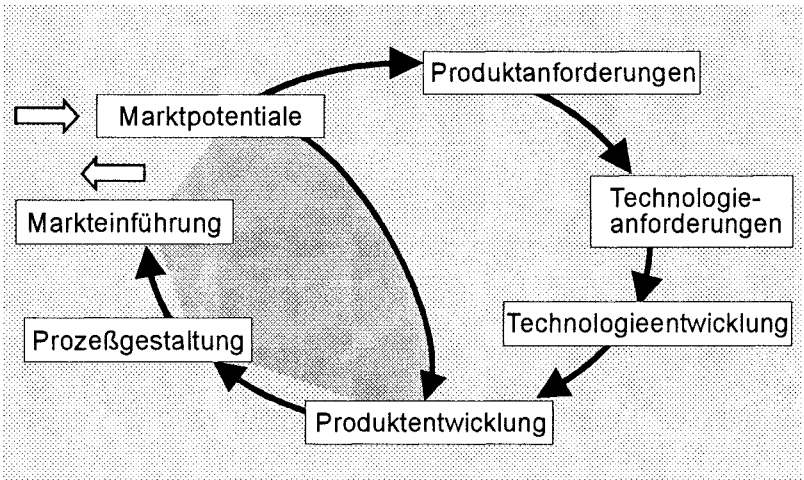 Produktanforderungen
Marktpotentiale
Technologie-
anforderungen
Markteinführung
Technologieentwicklung
Prozeßgestaltung
Produktentwicklung